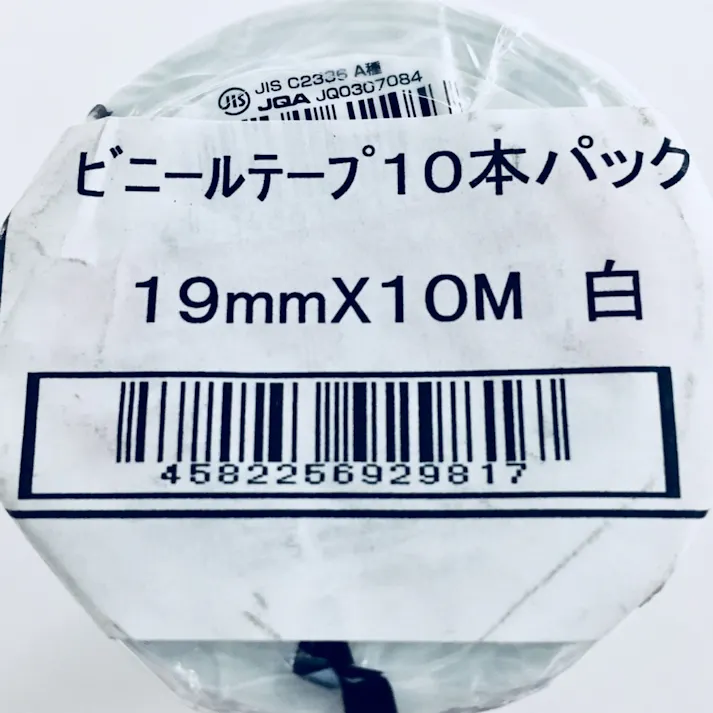 JIS C2336 A種
JIS JQA JQ0307084
ビニールテープ10本パック
19mmX10M 白
4582256929817